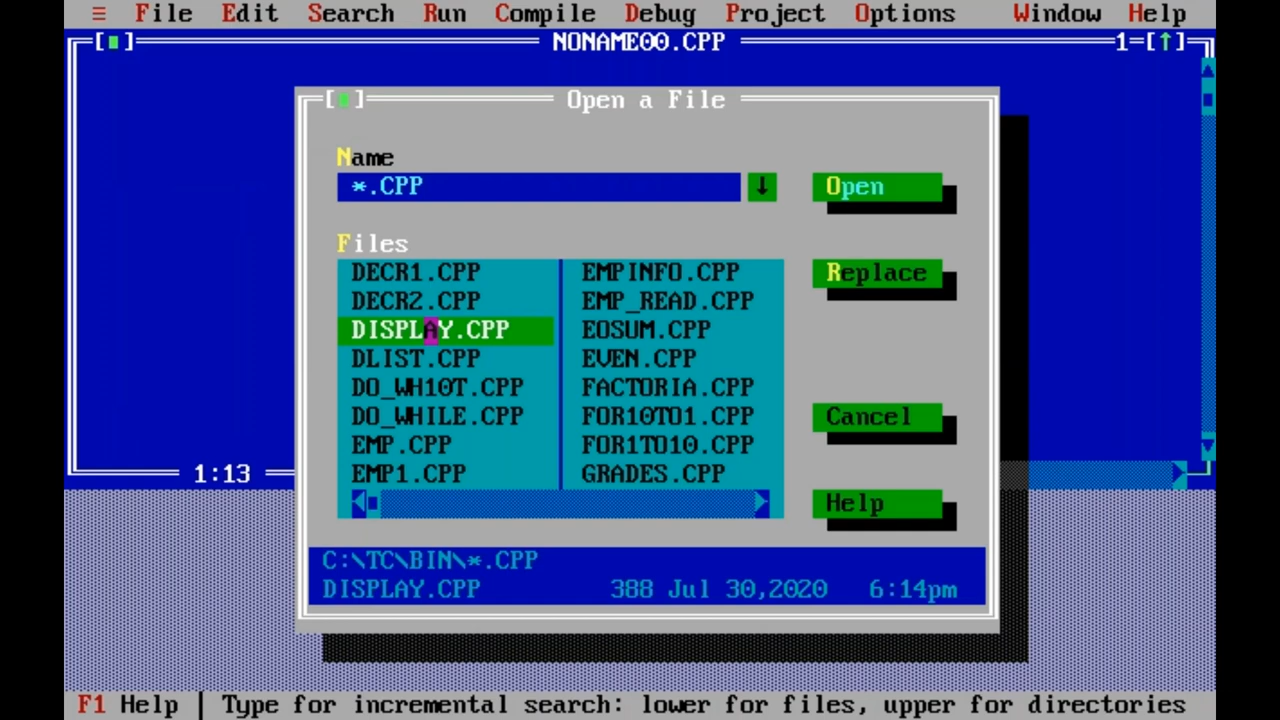 ≡ File Edit Search Run Compile Debug Project Options Window Help
[■] NONAME00.CPP 1=[↑]
[■] Open a File
Name
*.CPP ↓ Open
Files
DECR1.CPP EMPINFO.CPP Replace
DECR2.CPP EMP_READ.CPP
DISPLAY.CPP EOSUM.CPP
DLIST.CPP EVEN.CPP
DO_WH10T.CPP FACTORIA.CPP
DO_WHILE.CPP FOR10TO1.CPP Cancel
EMP.CPP FOR1TO10.CPP
EMP1.CPP GRADES.CPP
1:13
Help
C:\TC\BIN\*.CPP
DISPLAY.CPP 388 Jul 30,2020 6:14pm
F1 Help | Type for incremental search: lower for files, upper for directories